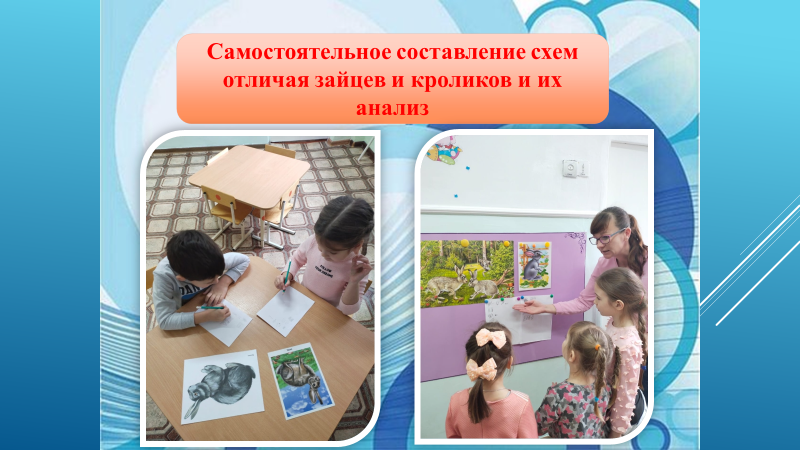 Самостоятельное составление схем
отличая зайцев и кроликов и их
анализ